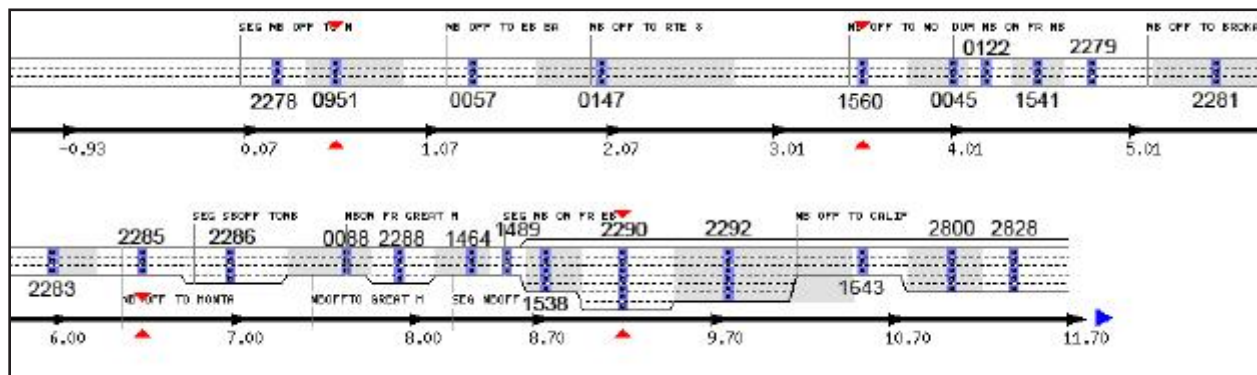 SEG NB OFF TO N NB OFF TO EB BA NB OFF TO RTE 8 NB OFF TO NO DUM NB ON FR NB NB OFF TO BROKA
0122 2279
2278 0951 0057 0147 1560 0045 1541 2281
-0.93 0.07 1.07 2.07 3.01 4.01 5.01
SEG SBOFF TONB NBON FR GREAT M SEG NB ON FR EB NB OFF TO CALIF
2285 2286 0088 2288 1464 1489 2290 2292 2800 2828
2283 NB OFF TO MONTA NBOFFTO GREAT M SEG NBOFF 1538 1643
6.00 7.00 8.00 8.70 9.70 10.70 11.70